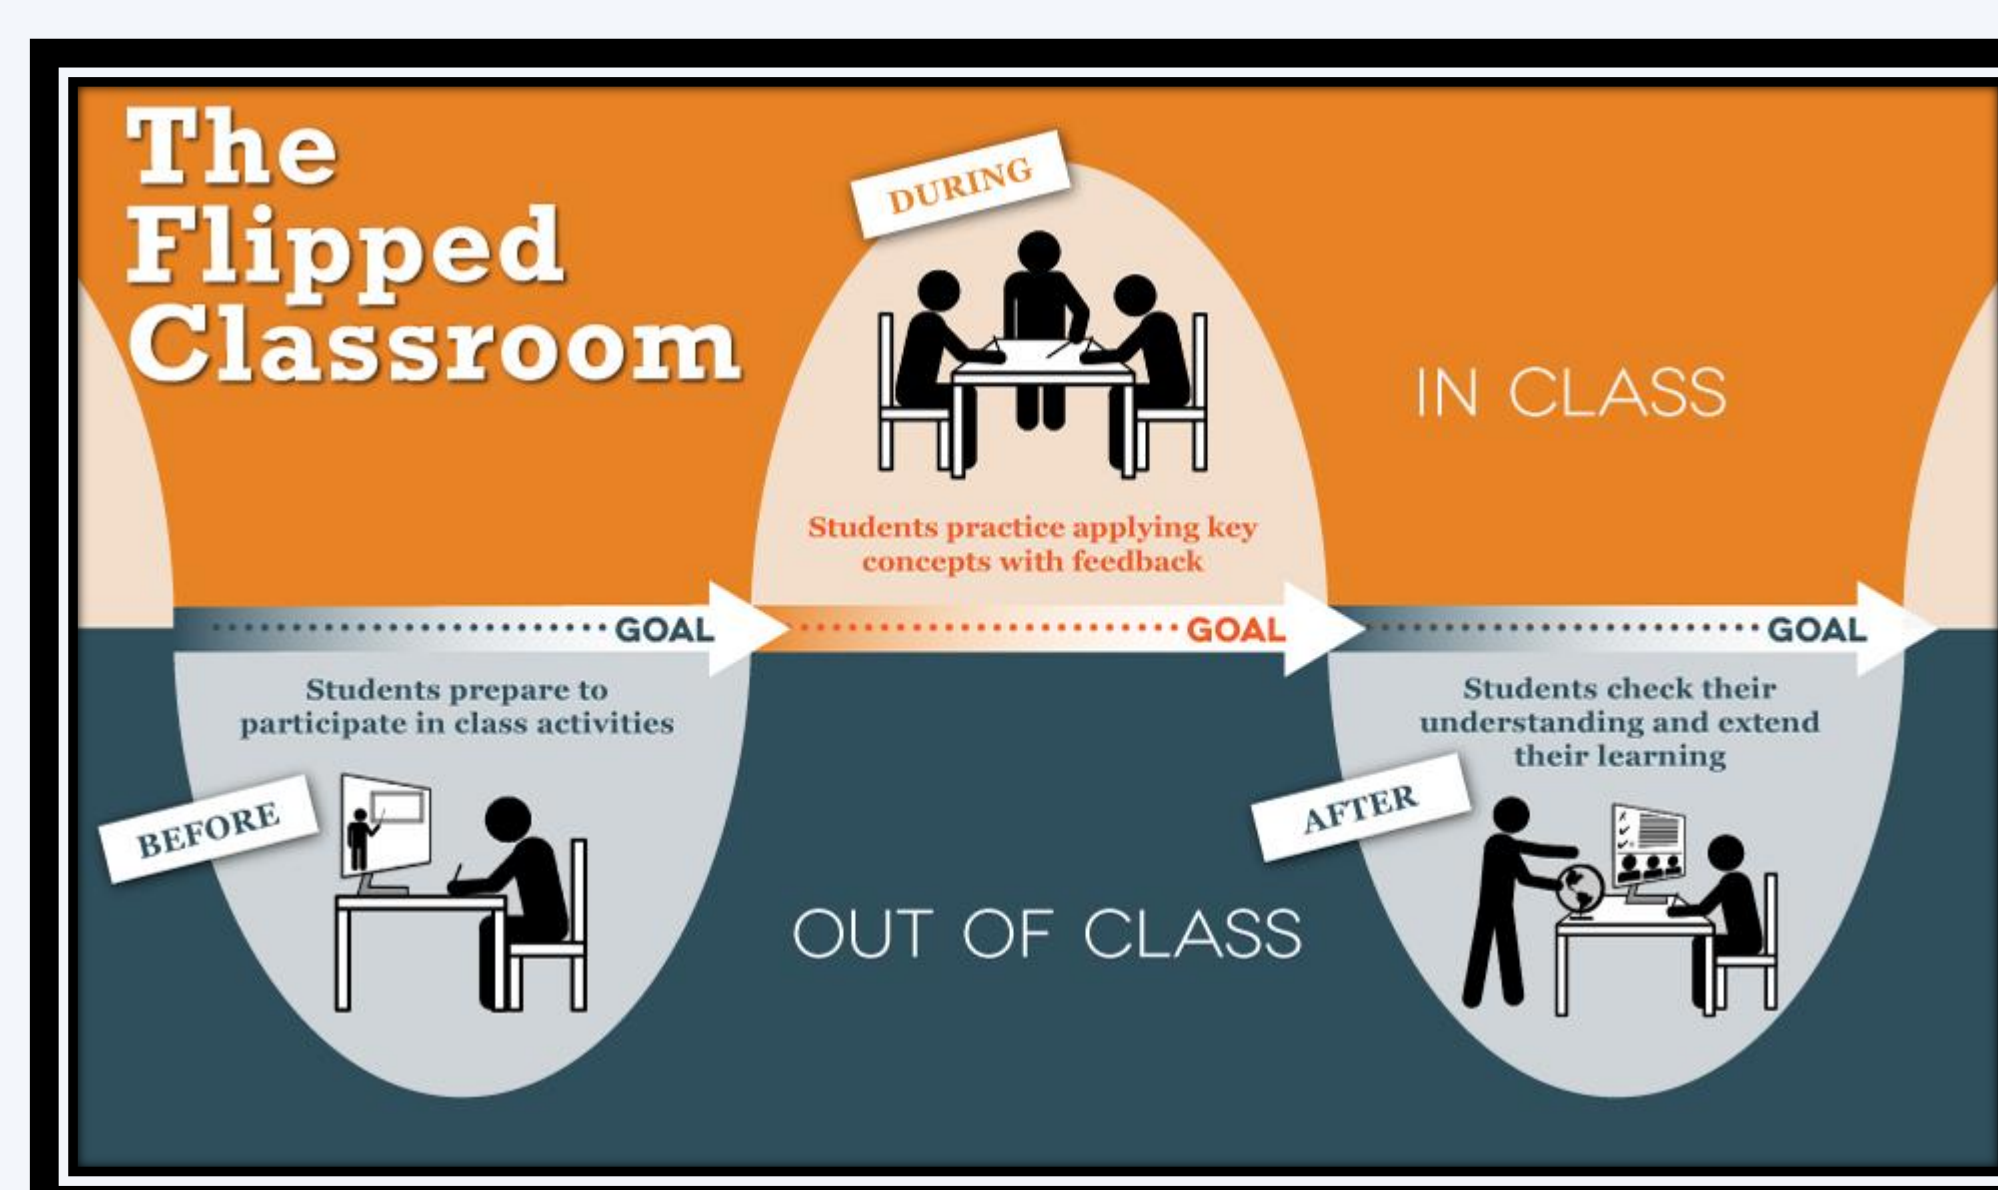 The
Flipped
Classroom
DURING
IN CLASS
Students practice applying key
concepts with feedback
GOAL
GOAL
GOAL
Students prepare to
participate in class activities
BEFORE
Students check their
understanding and extend
their learning
AFTER
OUT OF CLASS